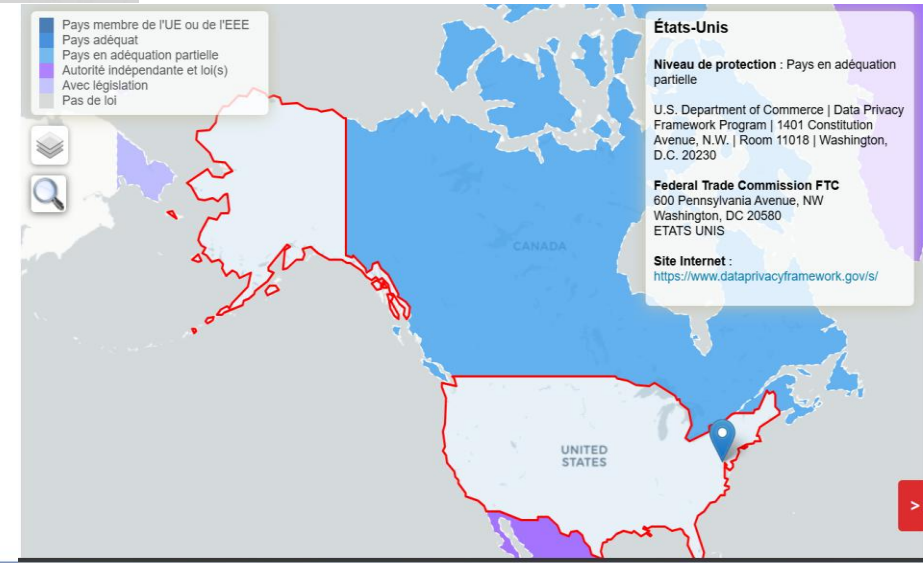 Pays membre de l'UE ou de l'EEE
Pays adéquat
Pays en adéquation partielle
Autorité indépendante et loi(s)
Avec législation
Pas de loi
États-Unis
Niveau de protection : Pays en adéquation
partielle
U.S. Department of Commerce | Data Privacy
Framework Program | 1401 Constitution
Avenue, N.W. | Room 11018 | Washington,
D.C. 20230
Federal Trade Commission FTC
600 Pennsylvania Avenue, NW
Washington, DC 20580
ETATS UNIS
Site Internet :
https://www.dataprivacyframework.gov/s/
CANADA
UNITED
STATES
>